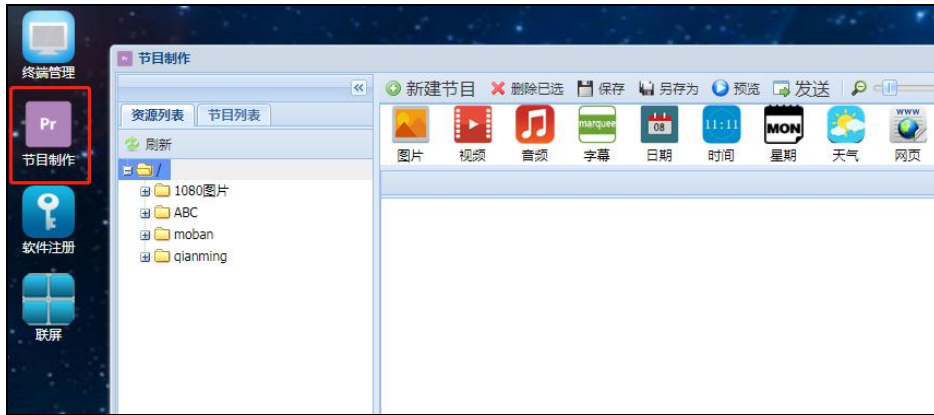 终端管理
Pr
节目制作
软件注册
联屏
节目制作
资源列表 节目列表
刷新
/
1080图片
ABC
moban
qianming
新建节目 删除已选 保存 另存为 预览 发送
marquee 08 11:11 MON WWW
图片 视频 音频 字幕 日期 时间 星期 天气 网页